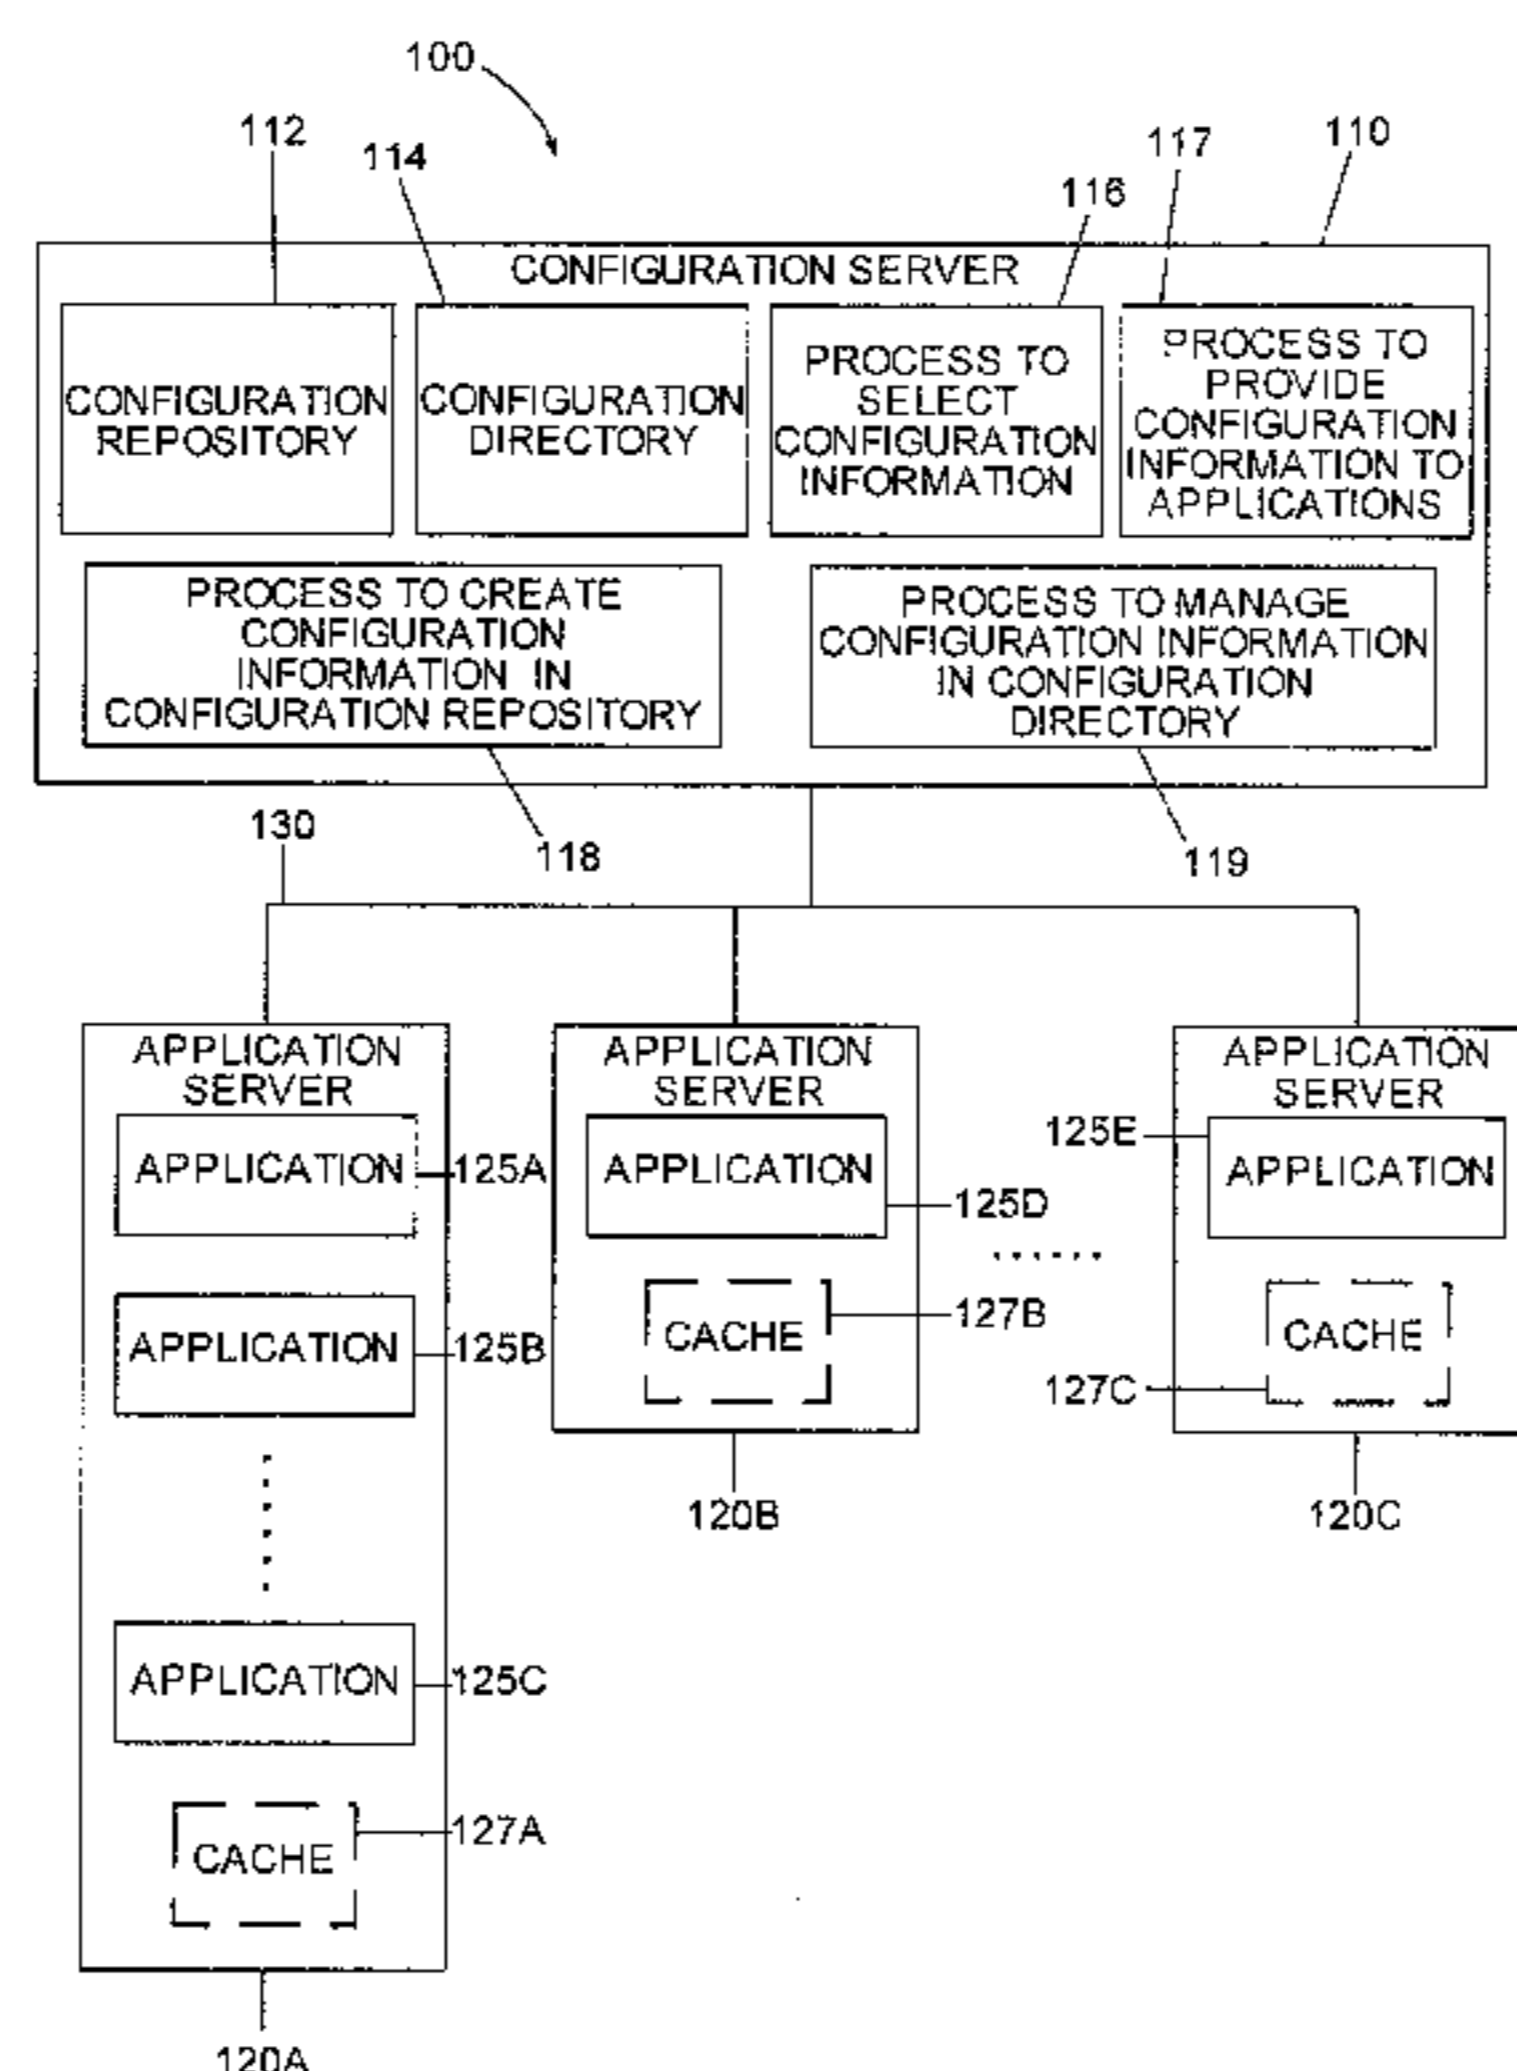 100
112
114
117
110
116
CONFIGURATION SERVER
CONFIGURATION
REPOSITORY
CONFIGURATION
DIRECTORY
PROCESS TO
SELECT
CONFIGURATION
INFORMATION
PROCESS TO
PROVIDE
CONFIGURATION
INFORMATION TO
APPLICATIONS
PROCESS TO CREATE
CONFIGURATION
INFORMATION IN
CONFIGURATION REPOSITORY
PROCESS TO MANAGE
CONFIGURATION INFORMATION
IN CONFIGURATION
DIRECTORY
130
118
119
APPLICATION
SERVER
APPLICATION
125A
APPLICATION
125B
APPLICATION
125C
CACHE
127A
120A
APPLICATION
SERVER
APPLICATION
125D
CACHE
127B
120B
APPLICATION
SERVER
125E
APPLICATION
CACHE
127C
120C